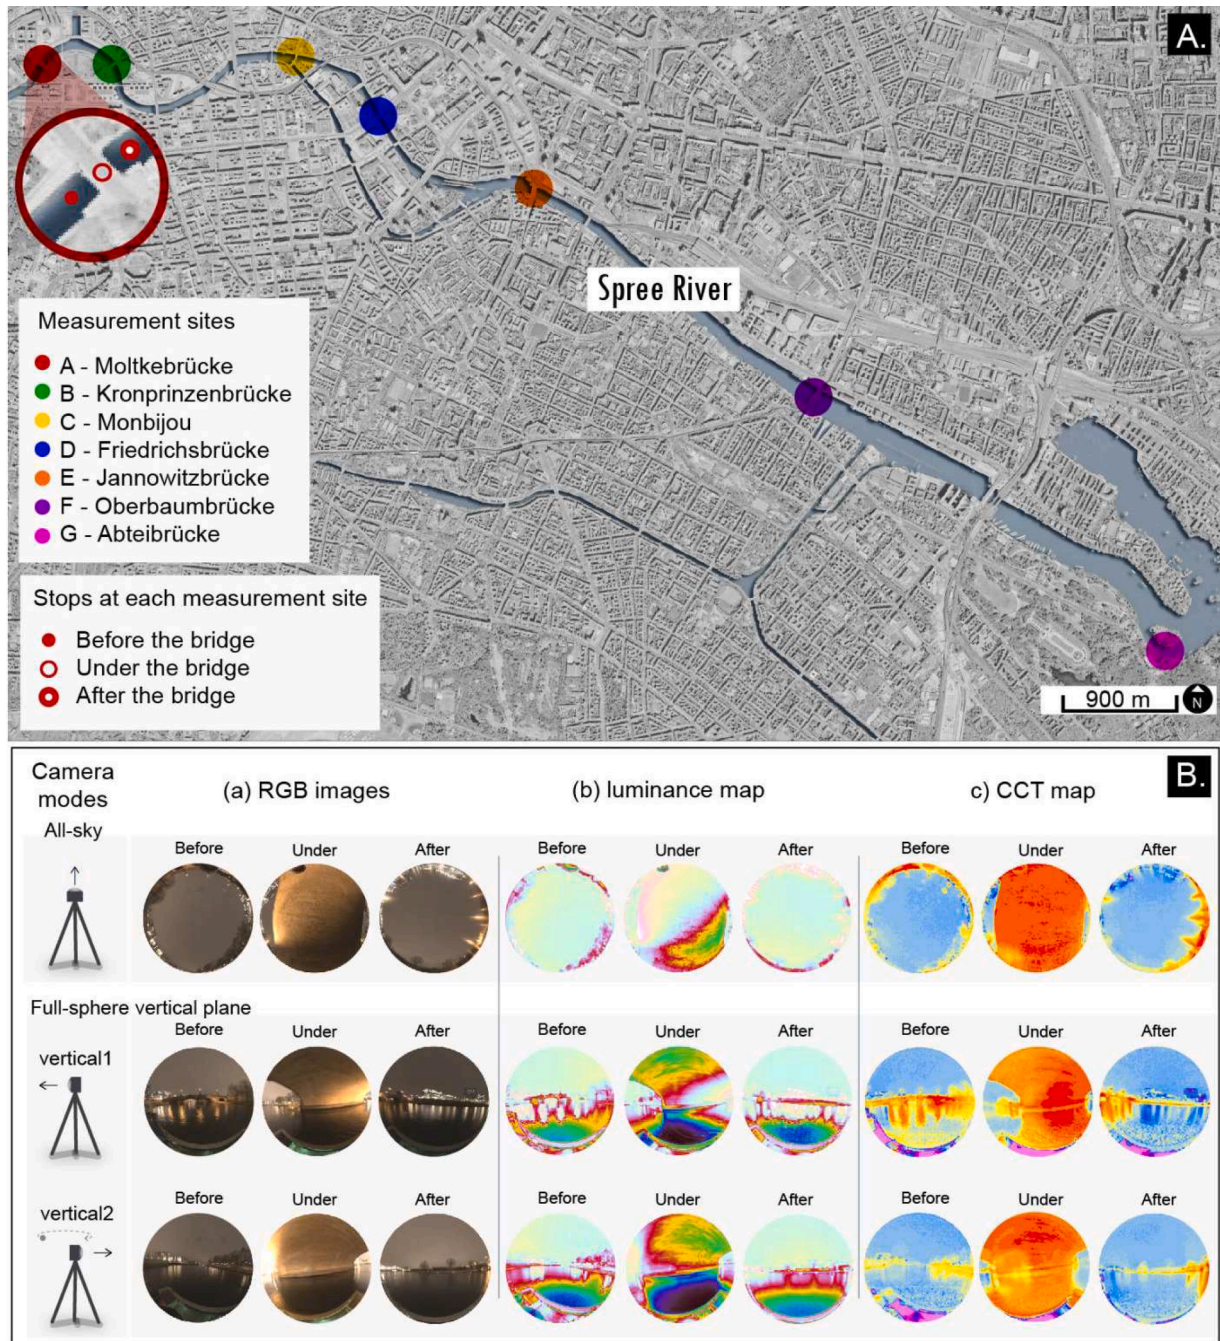 A.
Spree River
Measurement sites
A - Moltkebrücke
B - Kronprinzenbrücke
C - Monbijou
D - Friedrichsbrücke
E - Jannowitzbrücke
F - Oberbaumbrücke
G - Abteibrücke
Stops at each measurement site
Before the bridge
Under the bridge
After the bridge
900 m
N
B.
Camera modes
(a) RGB images
(b) luminance map
c) CCT map
All-sky
Before Under After
Before Under After
Before Under After
Full-sphere vertical plane
vertical1
Before Under After
Before Under After
Before Under After
vertical2
Before Under After
Before Under After
Before Under After